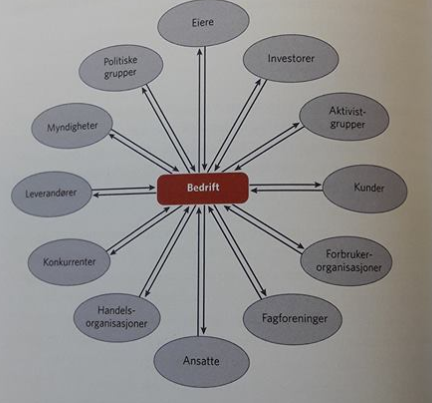 Eiere
Investorer
Aktivist-
grupper
Kunder
Forbruker-
organisasjoner
Fagforeninger
Ansatte
Handels-
organisasjoner
Konkurrenter
Leverandører
Myndigheter
Politiske
grupper
Bedrift